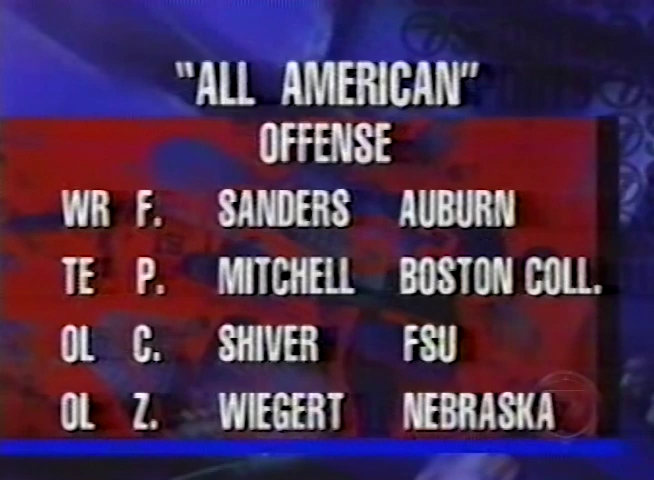 "ALL AMERICAN"
OFFENSE
WR F. SANDERS AUBURN
TE P. MITCHELL BOSTON COLL.
OL C. SHIVER FSU
OL Z. WIEGERT NEBRASKA